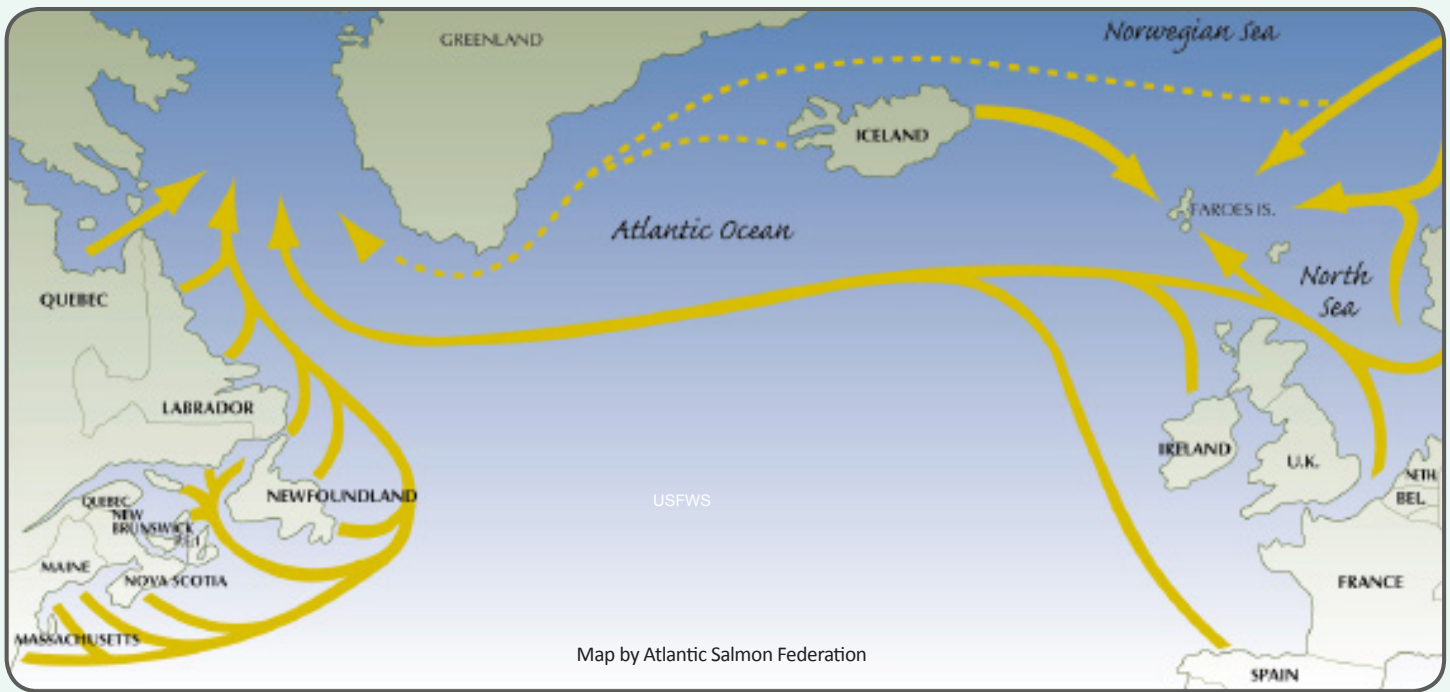 Norwegian Sea
GREENLAND
ICELAND
FAROES IS.
Atlantic Ocean
North
Sea
QUEBEC
LABRADOR
IRELAND
U.K.
NETH.
BEL.
QUEBEC
NEW
BRUNSWICK
P.E.I
NEWFOUNDLAND
USFWS
MAINE
NOVA SCOTIA
FRANCE
MASSACHUSETTS
Map by Atlantic Salmon Federation
SPAIN